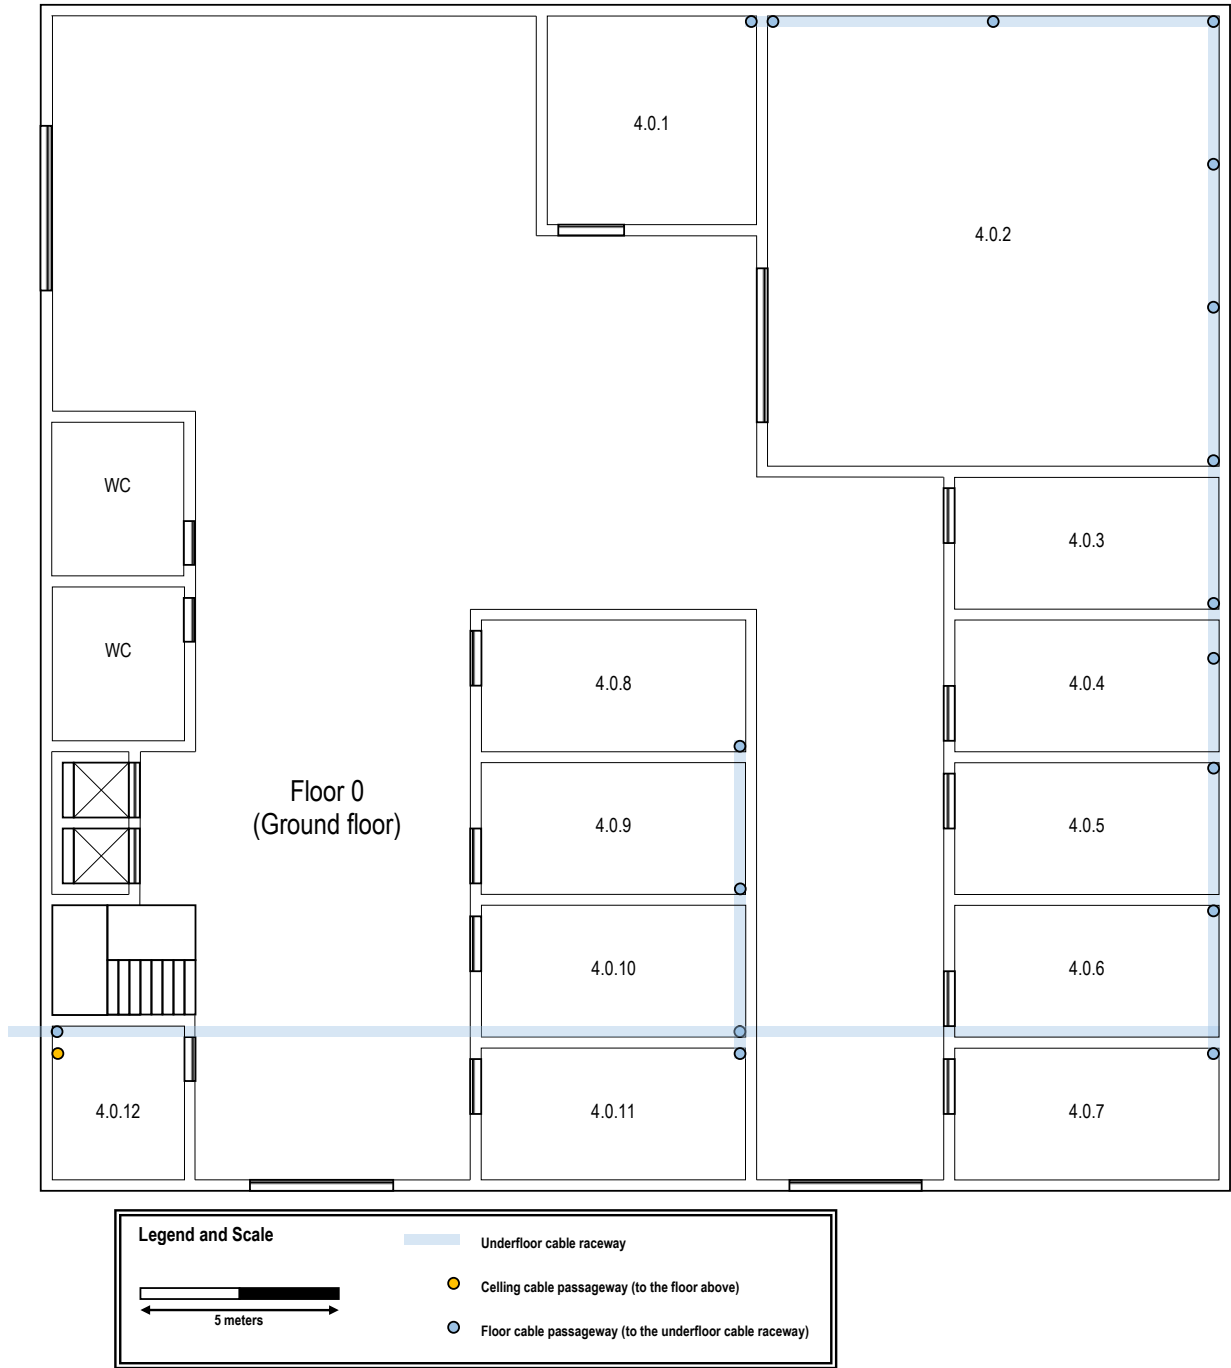 4.0.1
4.0.2
WC
4.0.3
WC
4.0.8
4.0.4
Floor 0
(Ground floor)
4.0.9
4.0.5
4.0.10
4.0.6
4.0.12
4.0.11
4.0.7
Legend and Scale
Underfloor cable raceway
Celling cable passageway (to the floor above)
5 meters
Floor cable passageway (to the underfloor cable raceway)